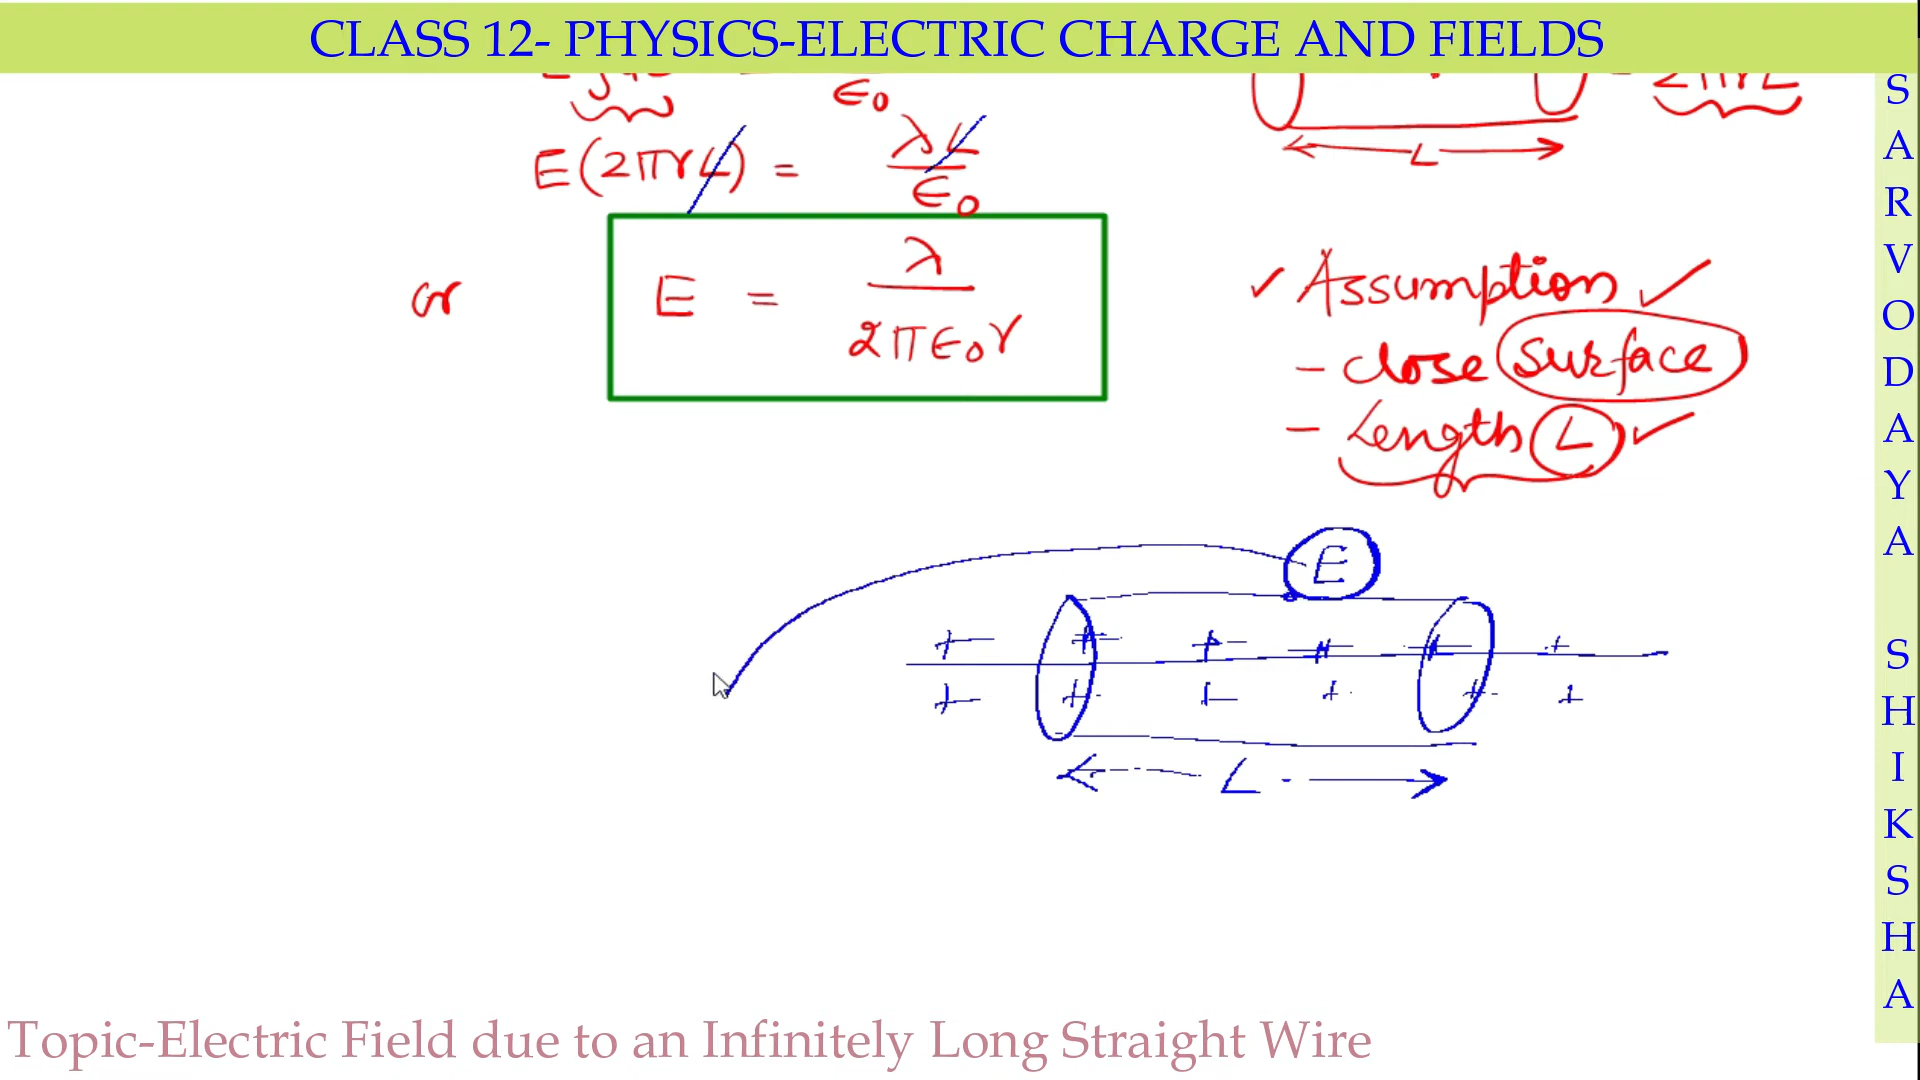 CLASS 12- PHYSICS-ELECTRIC CHARGE AND FIELDS
ϵ₀
2πrL
L
E(2πrL) = λL/ϵ₀
or
E = λ/2πϵ₀r
✓ Assumption ✓
- close surface
- Length L ✓
E
+ + + + + +
+ + + + + +
L
Topic-Electric Field due to an Infinitely Long Straight Wire
SARVODAYA SHIKSHA